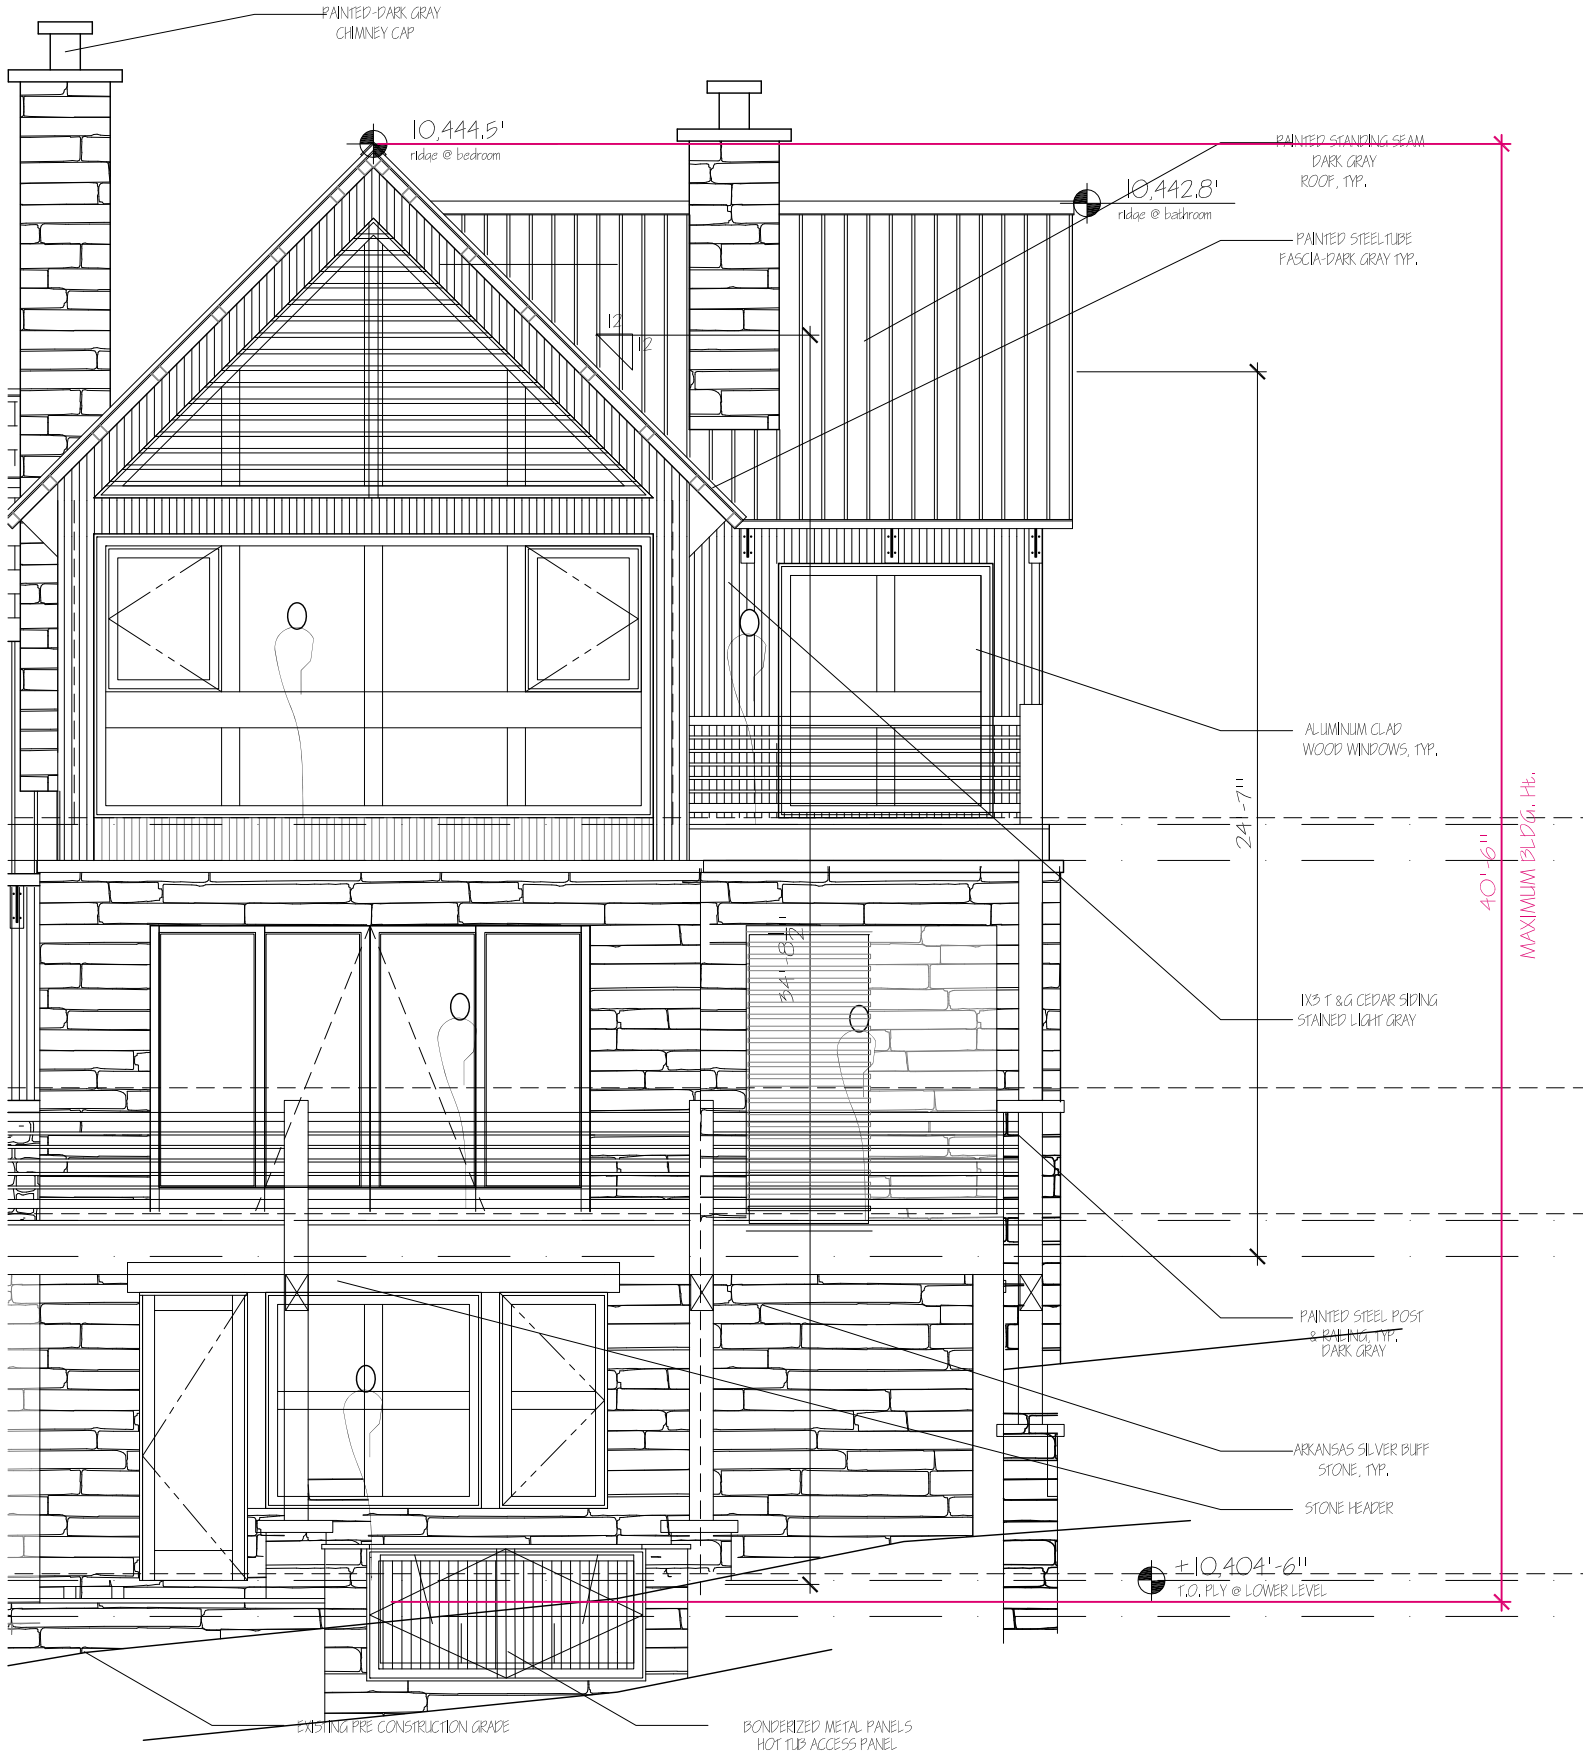 PAINTED-DARK GRAY
CHIMNEY CAP
10,444.5'
ridge @ bedroom
PAINTED STANDING SEAM
DARK GRAY
ROOF, TYP.
10,442.8'
ridge @ bathroom
PAINTED STEEL TUBE
FASCIA-DARK GRAY TYP.
12
12
ALUMINUM CLAD
WOOD WINDOWS, TYP.
24'-7"
40'-6"
MAXIMUM BLDG. Ht.
34'-8 1/2"
1X3 T &G CEDAR SIDING
STAINED LIGHT GRAY
PAINTED STEEL POST
& RAILING, TYP.
DARK GRAY
ARKANSAS SILVER BUFF
STONE, TYP.
STONE HEADER
±10,404'-6"
T.O. PLY @ LOWER LEVEL
EXISTING PRE CONSTRUCTION GRADE
BONDERIZED METAL PANELS
HOT TUB ACCESS PANEL